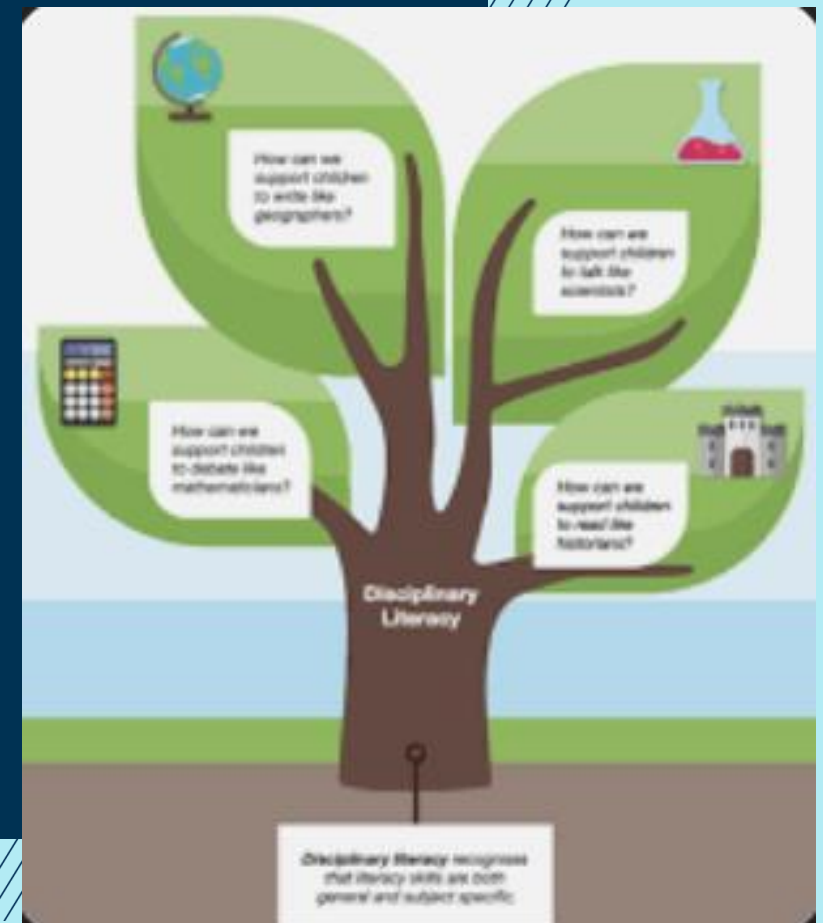 How can we
support children
to write like
geographers?
How can we
support children
to talk like
scientists?
How can we
support children
to debate like
mathematicians?
How can we
support children
to read like
historians?
Disciplinary
Literacy
Disciplinary literacy recognises
that literacy skills are both
general and subject specific.